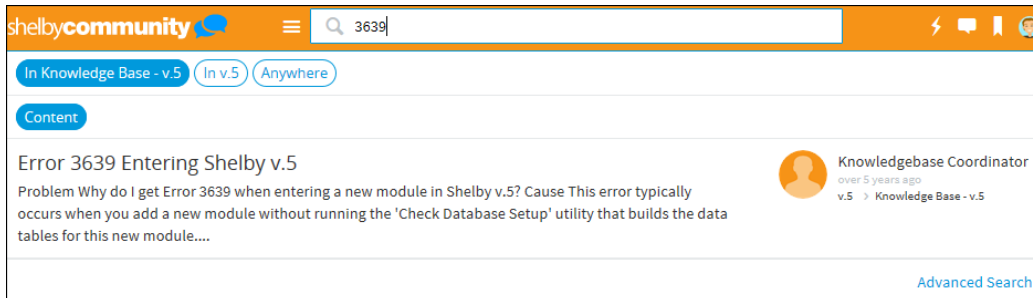 shelbycommunity
3639
In Knowledge Base - v.5 In v.5 Anywhere
Content
Error 3639 Entering Shelby v.5
Problem Why do I get Error 3639 when entering a new module in Shelby v.5? Cause This error typically
occurs when you add a new module without running the 'Check Database Setup' utility that builds the data
tables for this new module....
Knowledgebase Coordinator
over 5 years ago
v.5 > Knowledge Base - v.5
Advanced Search